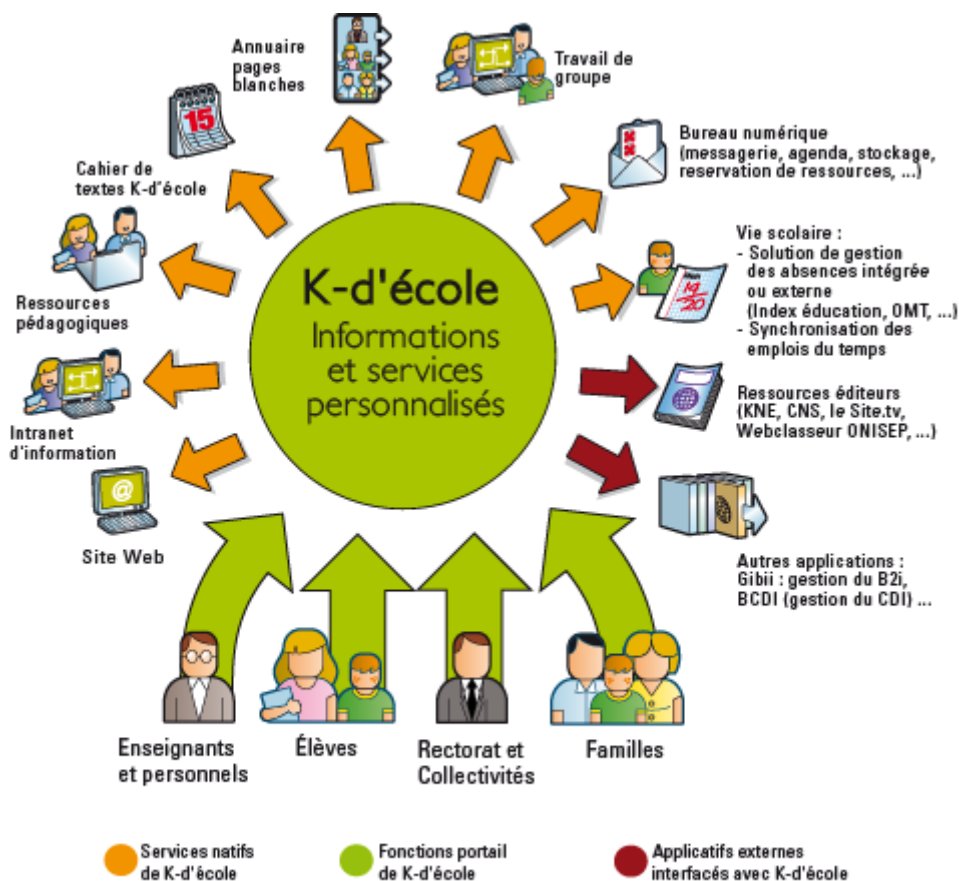 Annuaire
pages
blanches
Travail de
groupe
15
Bureau numérique
(messagerie, agenda, stockage,
reservation de ressources, ...)
Cahier de
textes K-d'école
Vie scolaire :
- Solution de gestion
des absences intégrée
ou externe
(Index éducation, OMT, ...)
- Synchronisation des
emplois du temps
19/20
Ressources
pédagogiques
K-d'école
Informations
et services
personnalisés
Ressources éditeurs
(KNE, CNS, le Site.tv,
Webclasseur ONISEP, ...)
Intranet
d'information
@
Site Web
Autres applications :
Gibii : gestion du B2i,
BCDI (gestion du CDI) ...
Enseignants
et personnels
Élèves
Rectorat et
Collectivités
Familles
Services natifs
de K-d'école
Fonctions portail
de K-d'école
Applicatifs externes
interfacés avec K-d'école